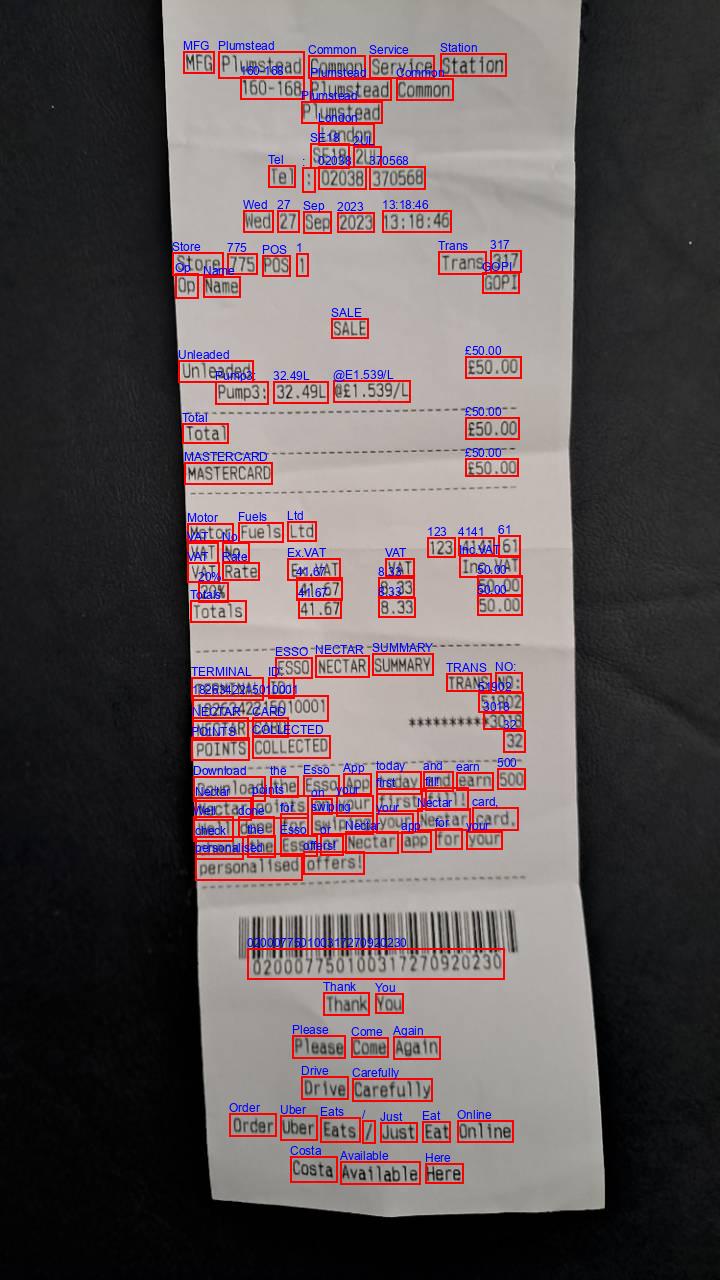 MFG Plumstead Common Service Station
160-168 Plumstead Common
Plumstead
London
SE18 2UL
Tel : 02038 370568
Wed 27 Sep 2023 13:18:46
Store 775 POS 1 Trans 317
Op Name GOPI
SALE
Unleaded £50.00
Pump3: 32.49L @£1.539/L
Total £50.00
MASTERCARD £50.00
Motor Fuels Ltd
VAT No 123 4141 61
VAT Rate Ex.VAT VAT Inc.VAT
20% 41.67 8.33 50.00
Totals 41.67 8.33 50.00
ESSO NECTAR SUMMARY
TERMINAL ID: TRANS NO:
1826342215010001 51902
NECTAR CARD **********3018
POINTS COLLECTED 32
Download the Esso App today and earn 500
Nectar points on your first fill!
Well done for swiping your Nectar card,
check the Esso or Nectar app for your
personalised offers!
02000775010031727092023​0
Thank You
Please Come Again
Drive Carefully
Order Uber Eats / Just Eat Online
Costa Available Here